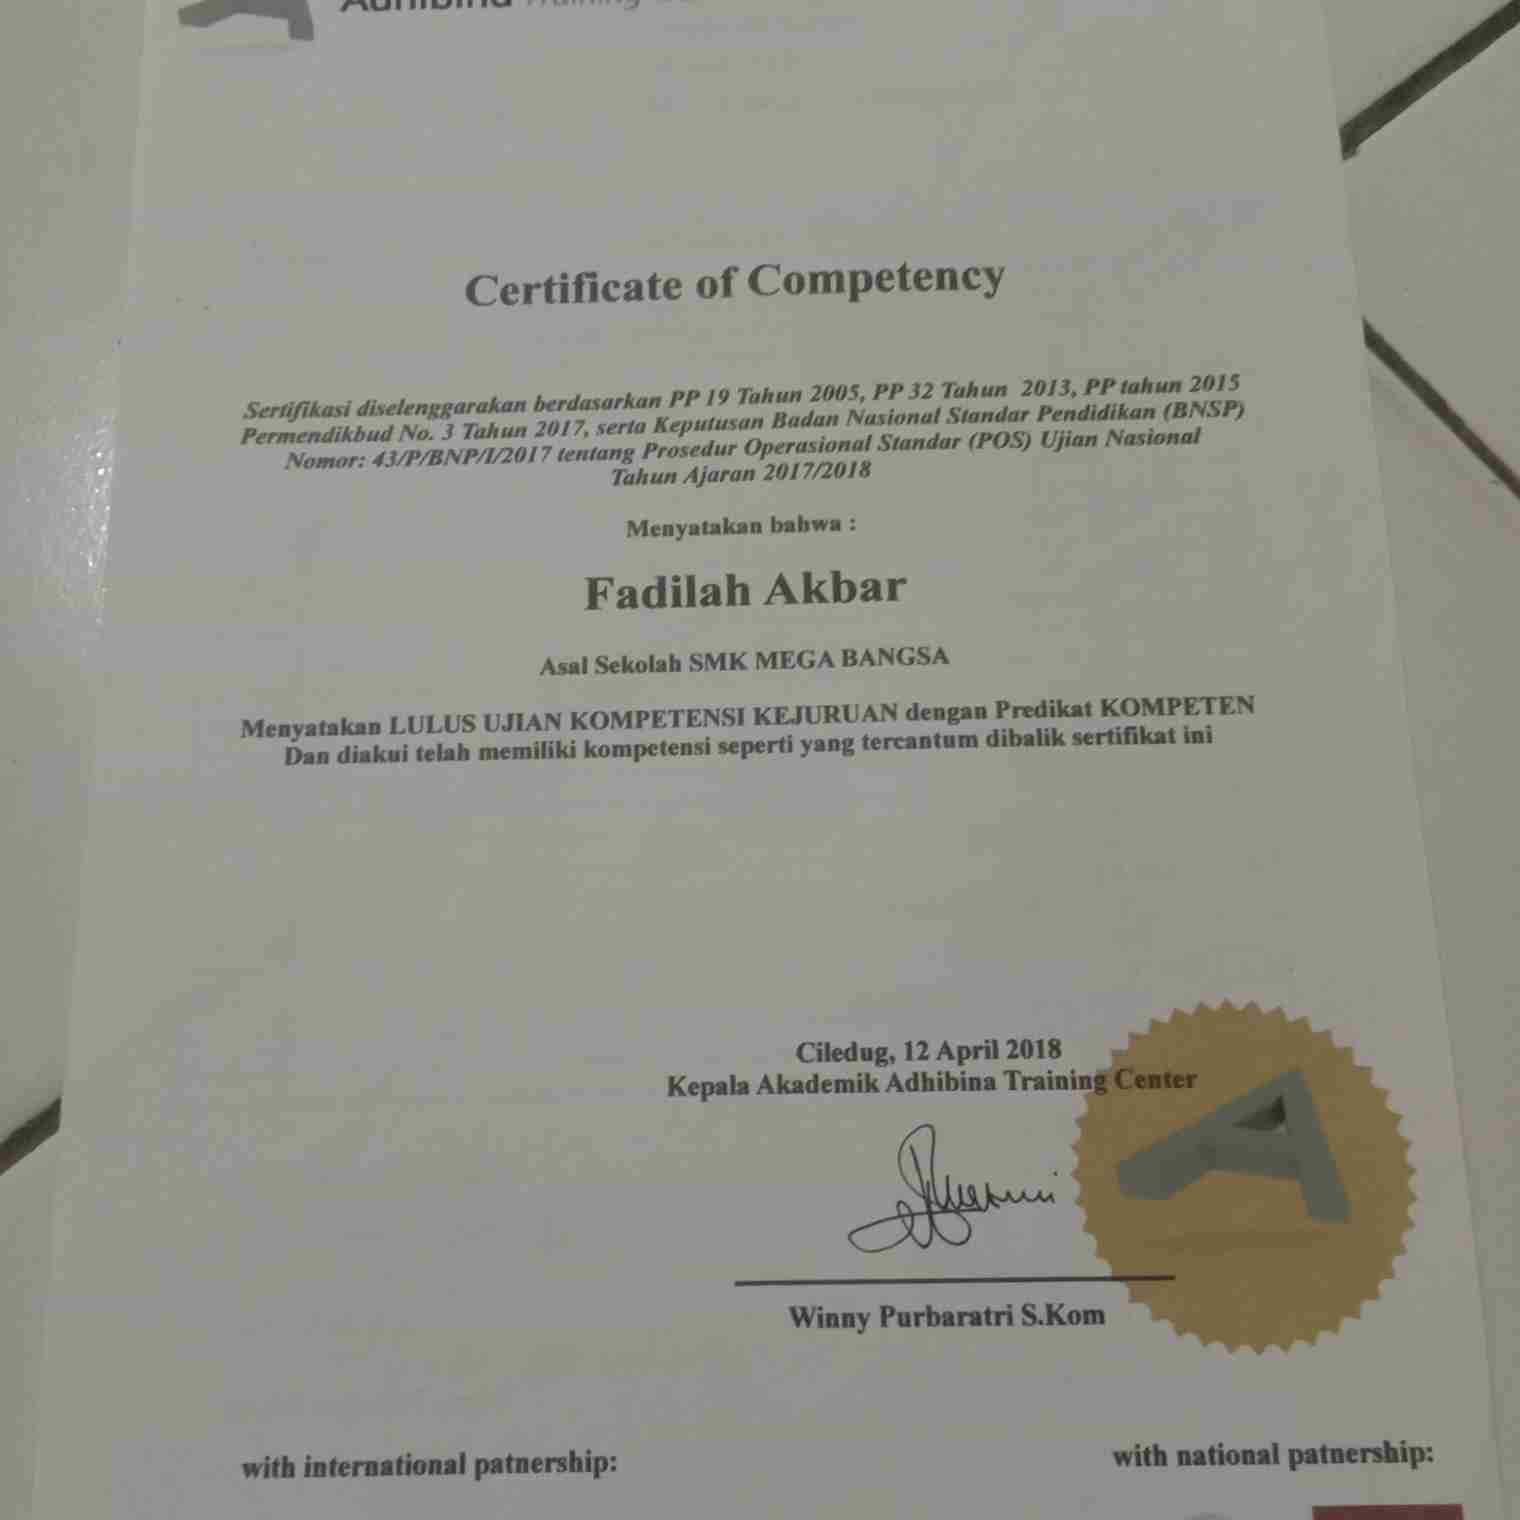 Adhibina Training
Certificate of Competency
Sertifikasi diselenggarakan berdasarkan PP 19 Tahun 2005, PP 32 Tahun 2013, PP tahun 2015
Permendikbud No. 3 Tahun 2017, serta Keputusan Badan Nasional Standar Pendidikan (BNSP)
Nomor: 43/P/BNP/I/2017 tentang Prosedur Operasional Standar (POS) Ujian Nasional
Tahun Ajaran 2017/2018
Menyatakan bahwa :
Fadilah Akbar
Asal Sekolah SMK MEGA BANGSA
Menyatakan LULUS UJIAN KOMPETENSI KEJURUAN dengan Predikat KOMPETEN
Dan diakui telah memiliki kompetensi seperti yang tercantum dibalik sertifikat ini
Ciledug, 12 April 2018
Kepala Akademik Adhibina Training Center
Winny Purbaratri S.Kom
with international patnership:
with national patnership: